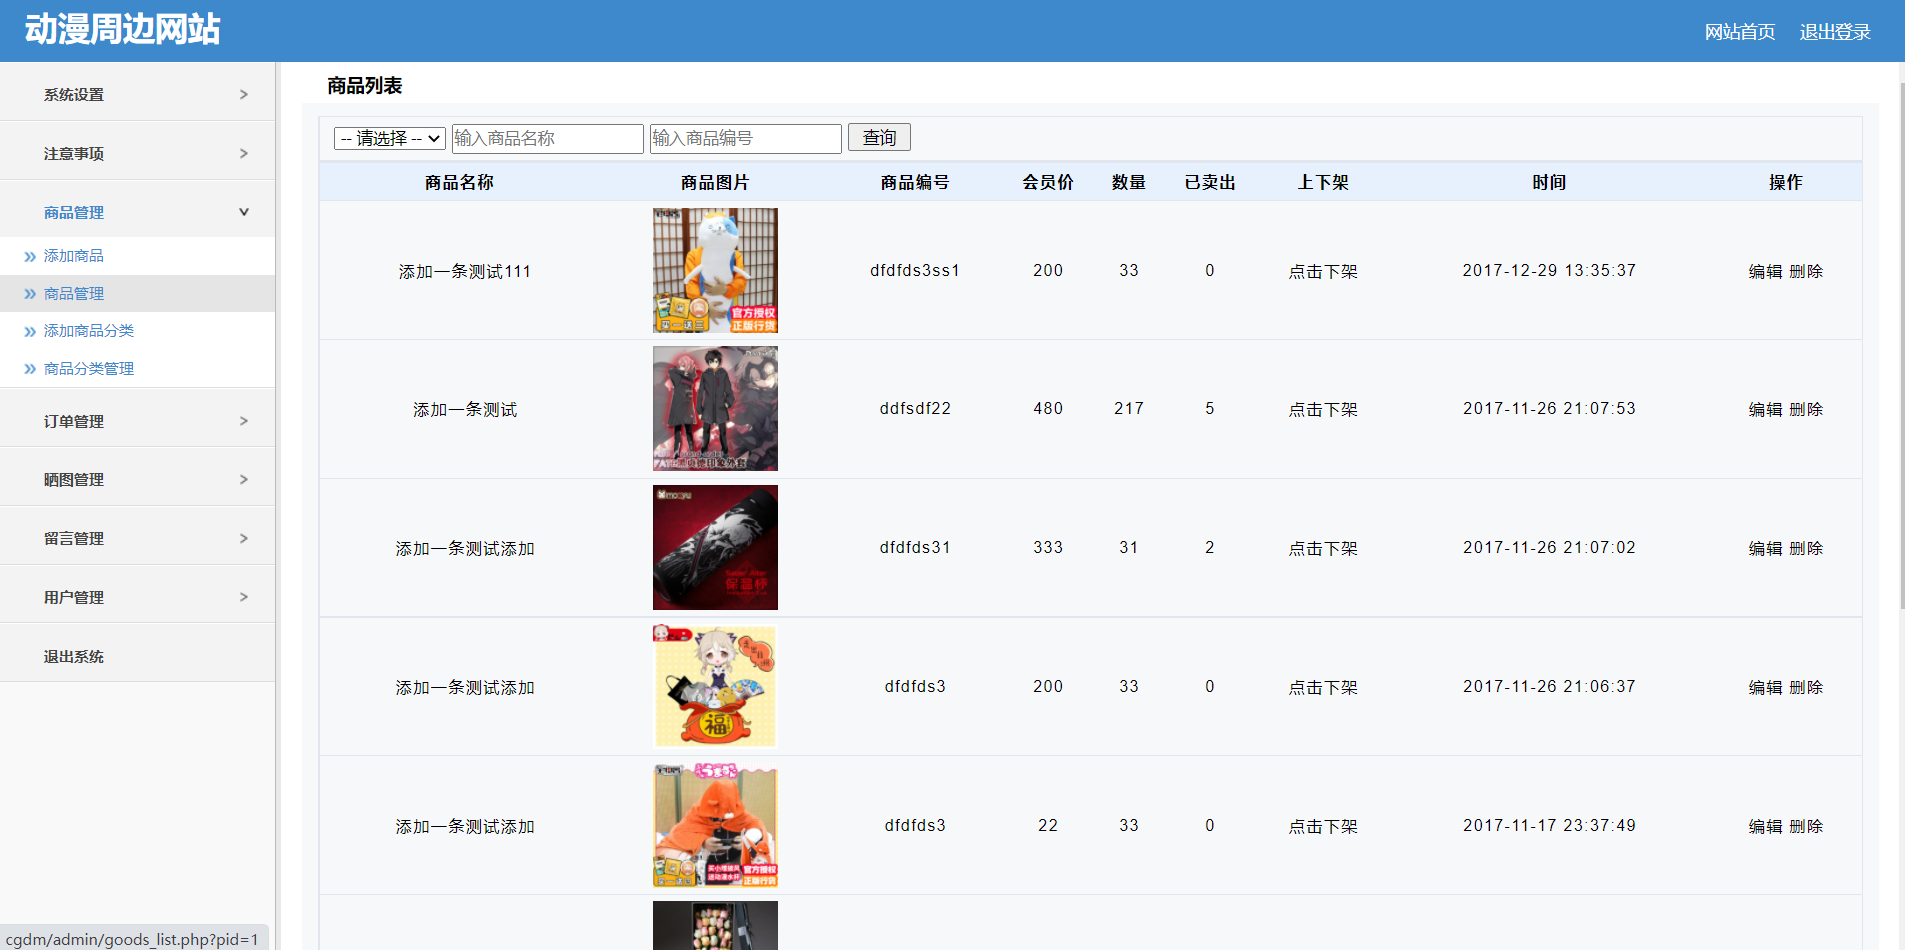 动漫周边网站
网站首页 退出登录
系统设置 >
注意事项 >
商品管理
添加商品
商品管理
添加商品分类
商品分类管理
订单管理 >
晒图管理 >
留言管理 >
用户管理 >
退出系统
商品列表
-- 请选择 -- 输入商品名称 输入商品编号 查询
商品名称 商品图片 商品编号 会员价 数量 已卖出 上下架 时间 操作
官方授权
买一送三 正版行货
添加一条测试111 dfdfds3ss1 200 33 0 点击下架 2017-12-29 13:35:37 编辑 删除
添加一条测试 ddfsdf22 480 217 5 点击下架 2017-11-26 21:07:53 编辑 删除
保温杯
添加一条测试添加 dfdfds31 333 31 2 点击下架 2017-11-26 21:07:02 编辑 删除
福
添加一条测试添加 dfdfds3 200 33 0 点击下架 2017-11-26 21:06:37 编辑 删除
官方授权
正版行货
添加一条测试添加 dfdfds3 22 33 0 点击下架 2017-11-17 23:37:49 编辑 删除
cgdm/admin/goods_list.php?pid=1